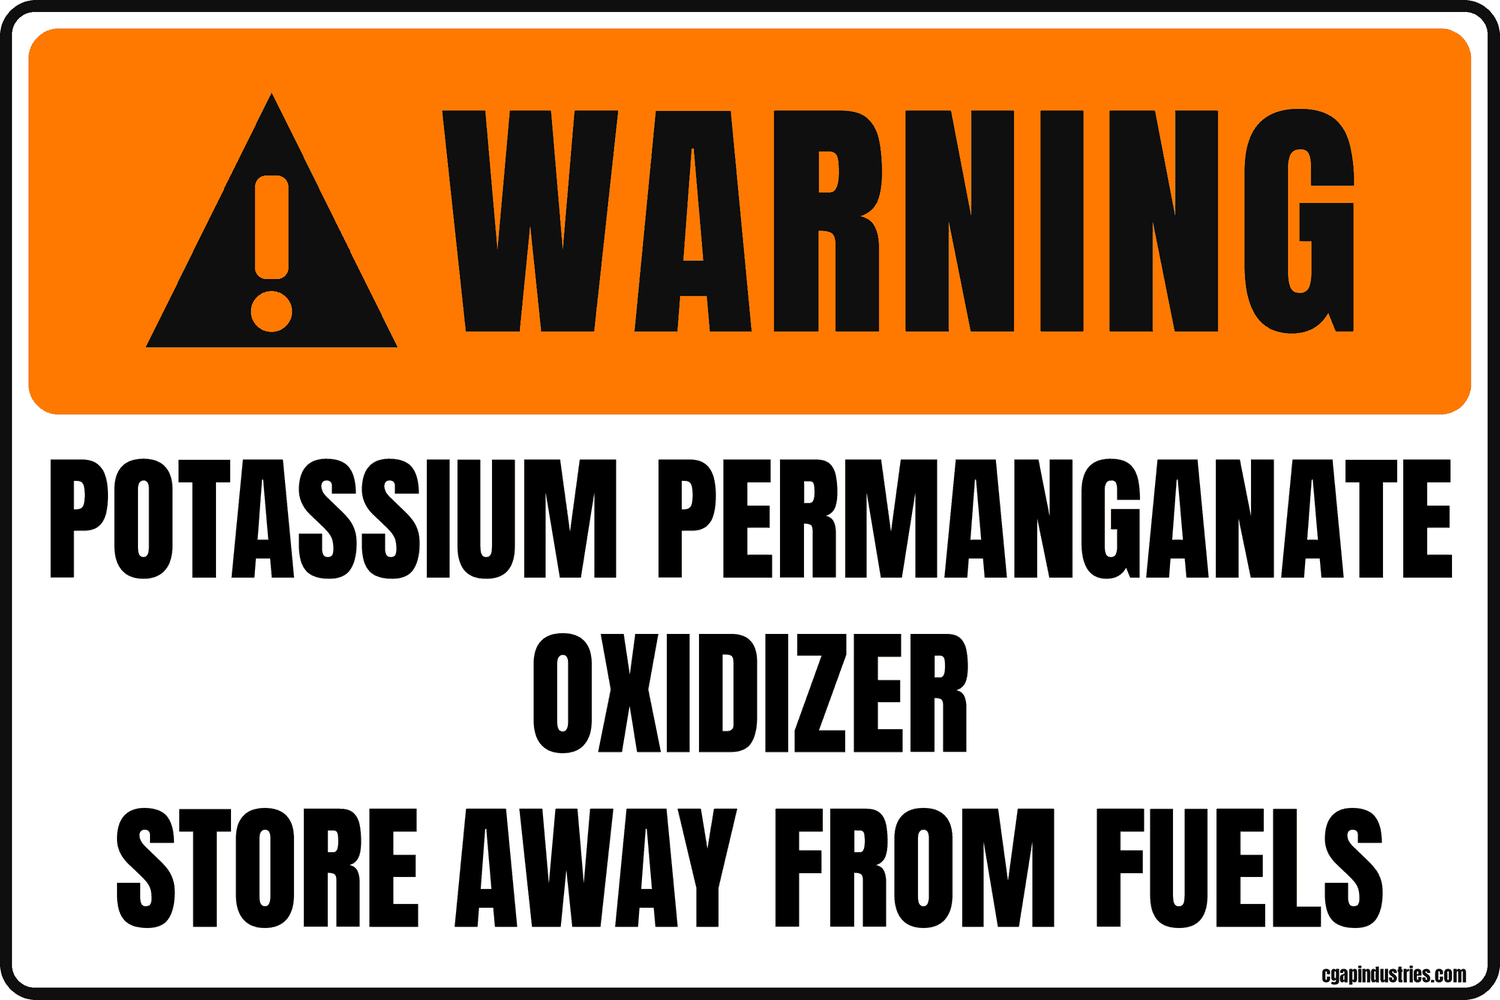 WARNING
POTASSIUM PERMANGANATE
OXIDIZER
STORE AWAY FROM FUELS
cgapindustries.com